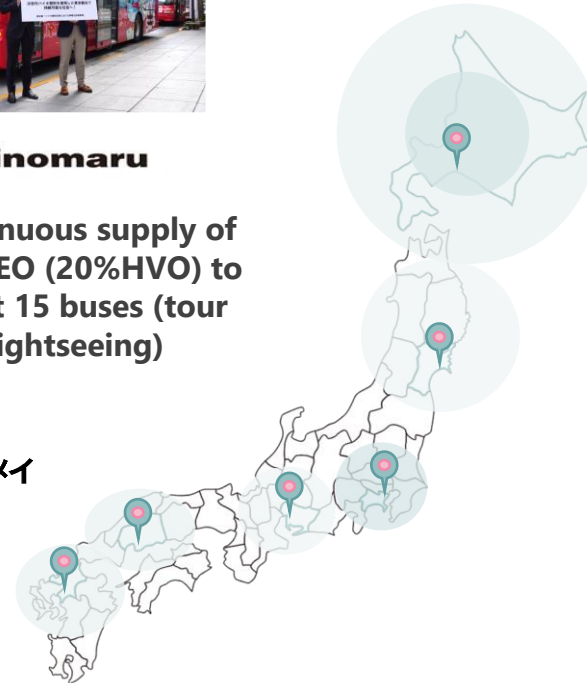 inomaru
nuous supply of
EO (20%HVO) to
t 15 buses (tour
ightseeing)
メイ